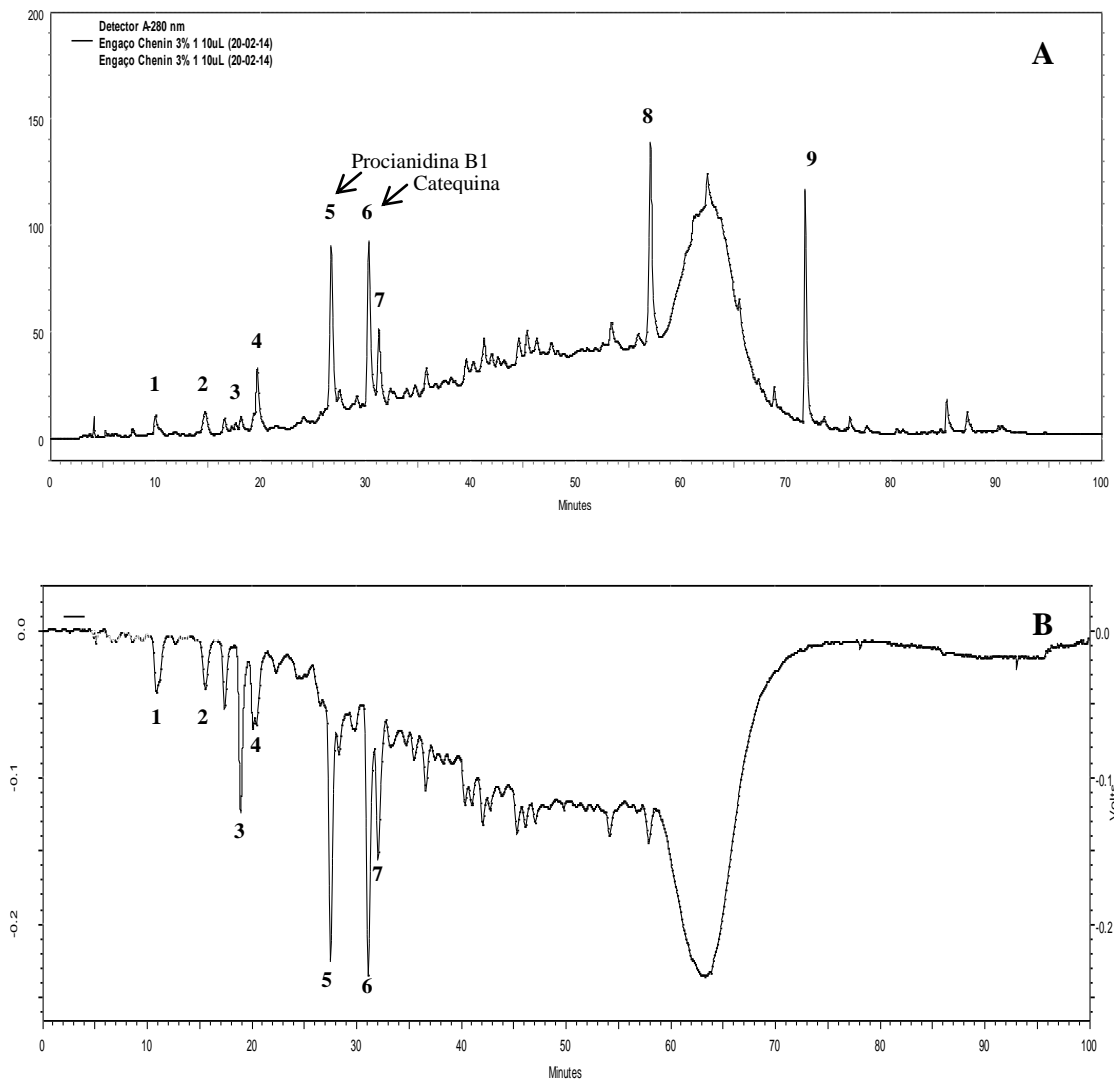 200
Detector A-280 nm
Engaço Chenin 3% 1 10uL (20-02-14)
Engaço Chenin 3% 1 10uL (20-02-14)
A
150
8
9
Procianidina B1
Catequina
100
5
6
7
50
4
1
2
3
0
0 10 20 30 40 50 60 70 80 90 100
Minutes
B
0.0
0.0
1
2
4
-0.1
-0.1
Volts
3
7
-0.2
-0.2
5
6
0 10 20 30 40 50 60 70 80 90 100
Minutes